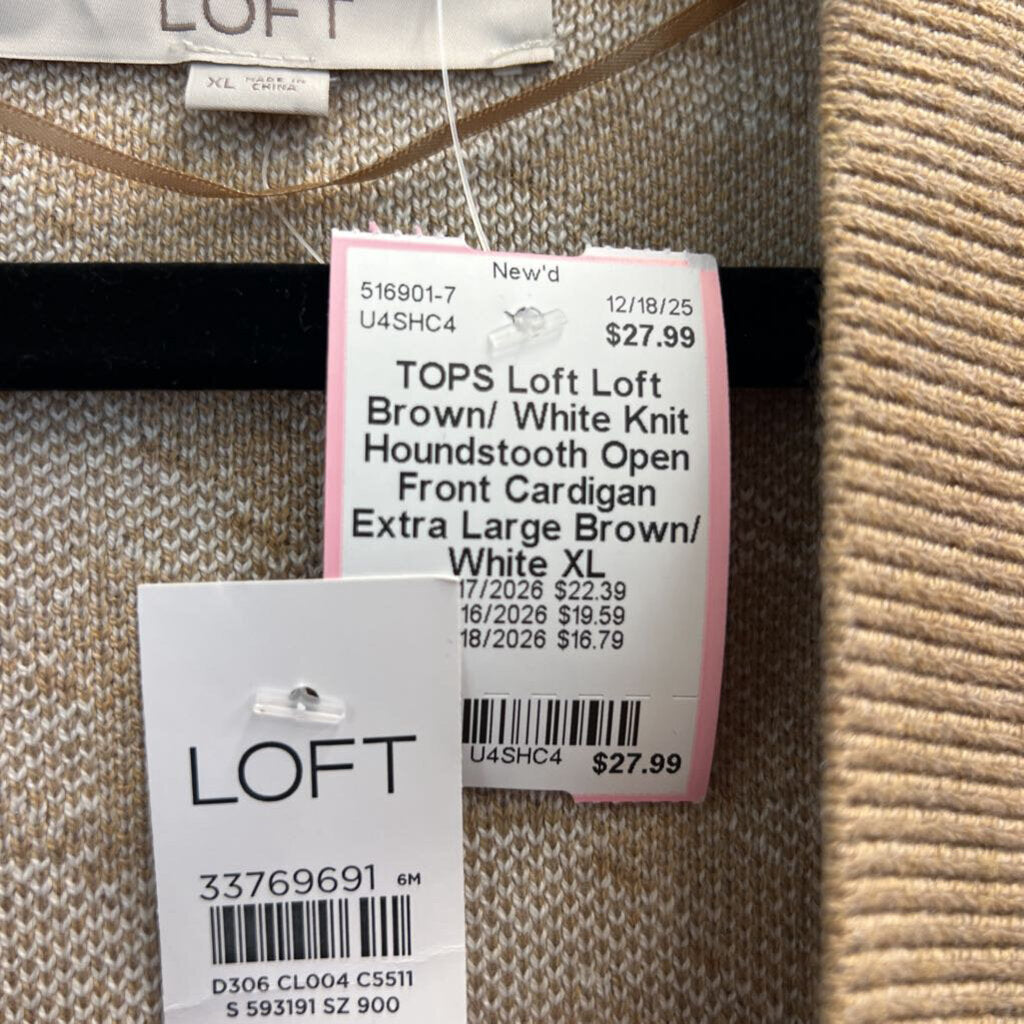 LOFT
XL MADE IN
CHINA
New'd
516901-7 12/18/25
U4SHC4 $27.99
TOPS Loft Loft
Brown/ White Knit
Houndstooth Open
Front Cardigan
Extra Large Brown/
White XL
17/2026 $22.39
16/2026 $19.59
18/2026 $16.79
U4SHC4 $27.99
LOFT
33769691 6M
D306 CL004 C5511
S 593191 SZ 900